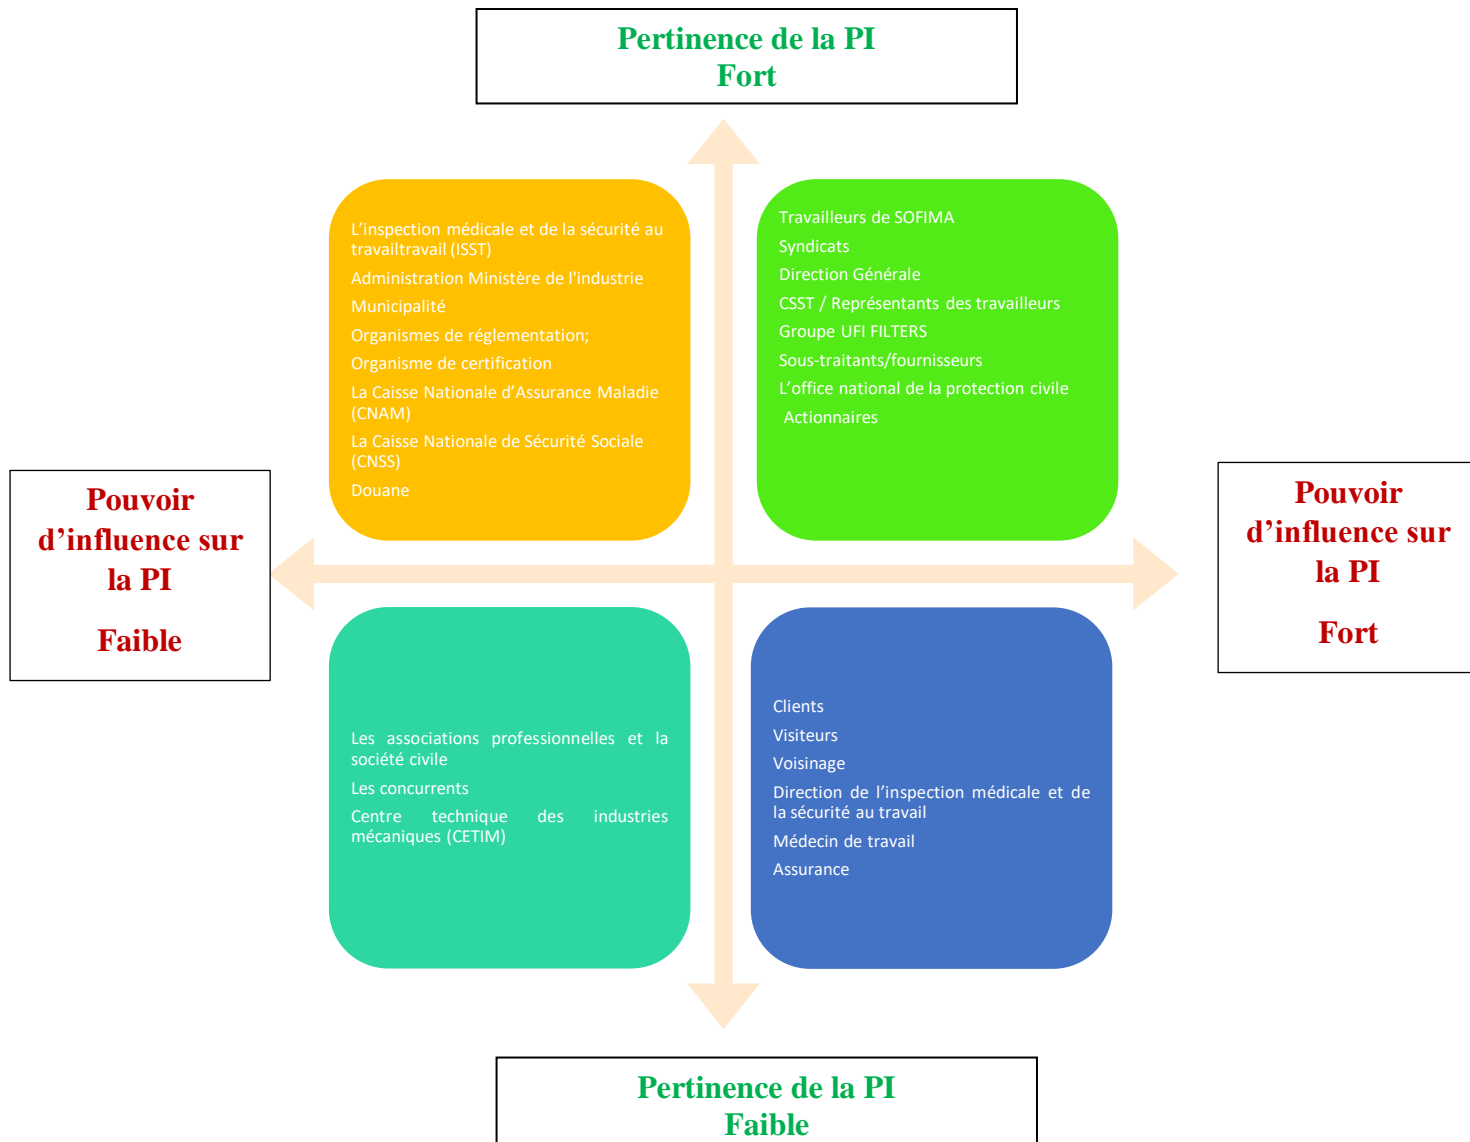 Pertinence de la PI
Fort
L'inspection médicale et de la sécurité au
travailtravail (ISST)
Administration Ministère de l'industrie
Municipalité
Organismes de réglementation;
Organisme de certification
La Caisse Nationale d'Assurance Maladie
(CNAM)
La Caisse Nationale de Sécurité Sociale
(CNSS)
Douane
Travailleurs de SOFIMA
Syndicats
Direction Générale
CSST / Représentants des travailleurs
Groupe UFI FILTERS
Sous-traitants/fournisseurs
L'office national de la protection civile
Actionnaires
Pouvoir
d'influence sur
la PI
Faible
Pouvoir
d'influence sur
la PI
Fort
Les associations professionnelles et la
société civile
Les concurrents
Centre technique des industries
mécaniques (CETIM)
Clients
Visiteurs
Voisinage
Direction de l'inspection médicale et de
la sécurité au travail
Médecin de travail
Assurance
Pertinence de la PI
Faible